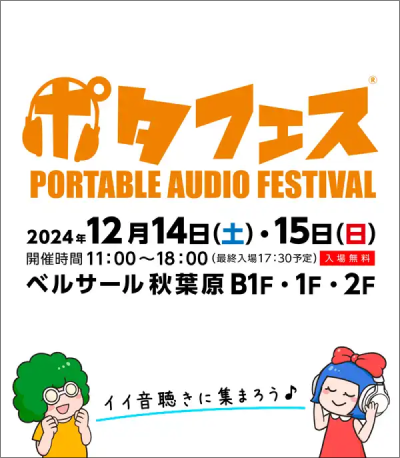 ポタフェス®
PORTABLE AUDIO FESTIVAL
2024年12月14日(土)・15日(日)
開催時間11:00～18:00(最終入場17:30予定)入場無料
ベルサール秋葉原 B1F・1F・2F
イイ音聴きに集まろう♪